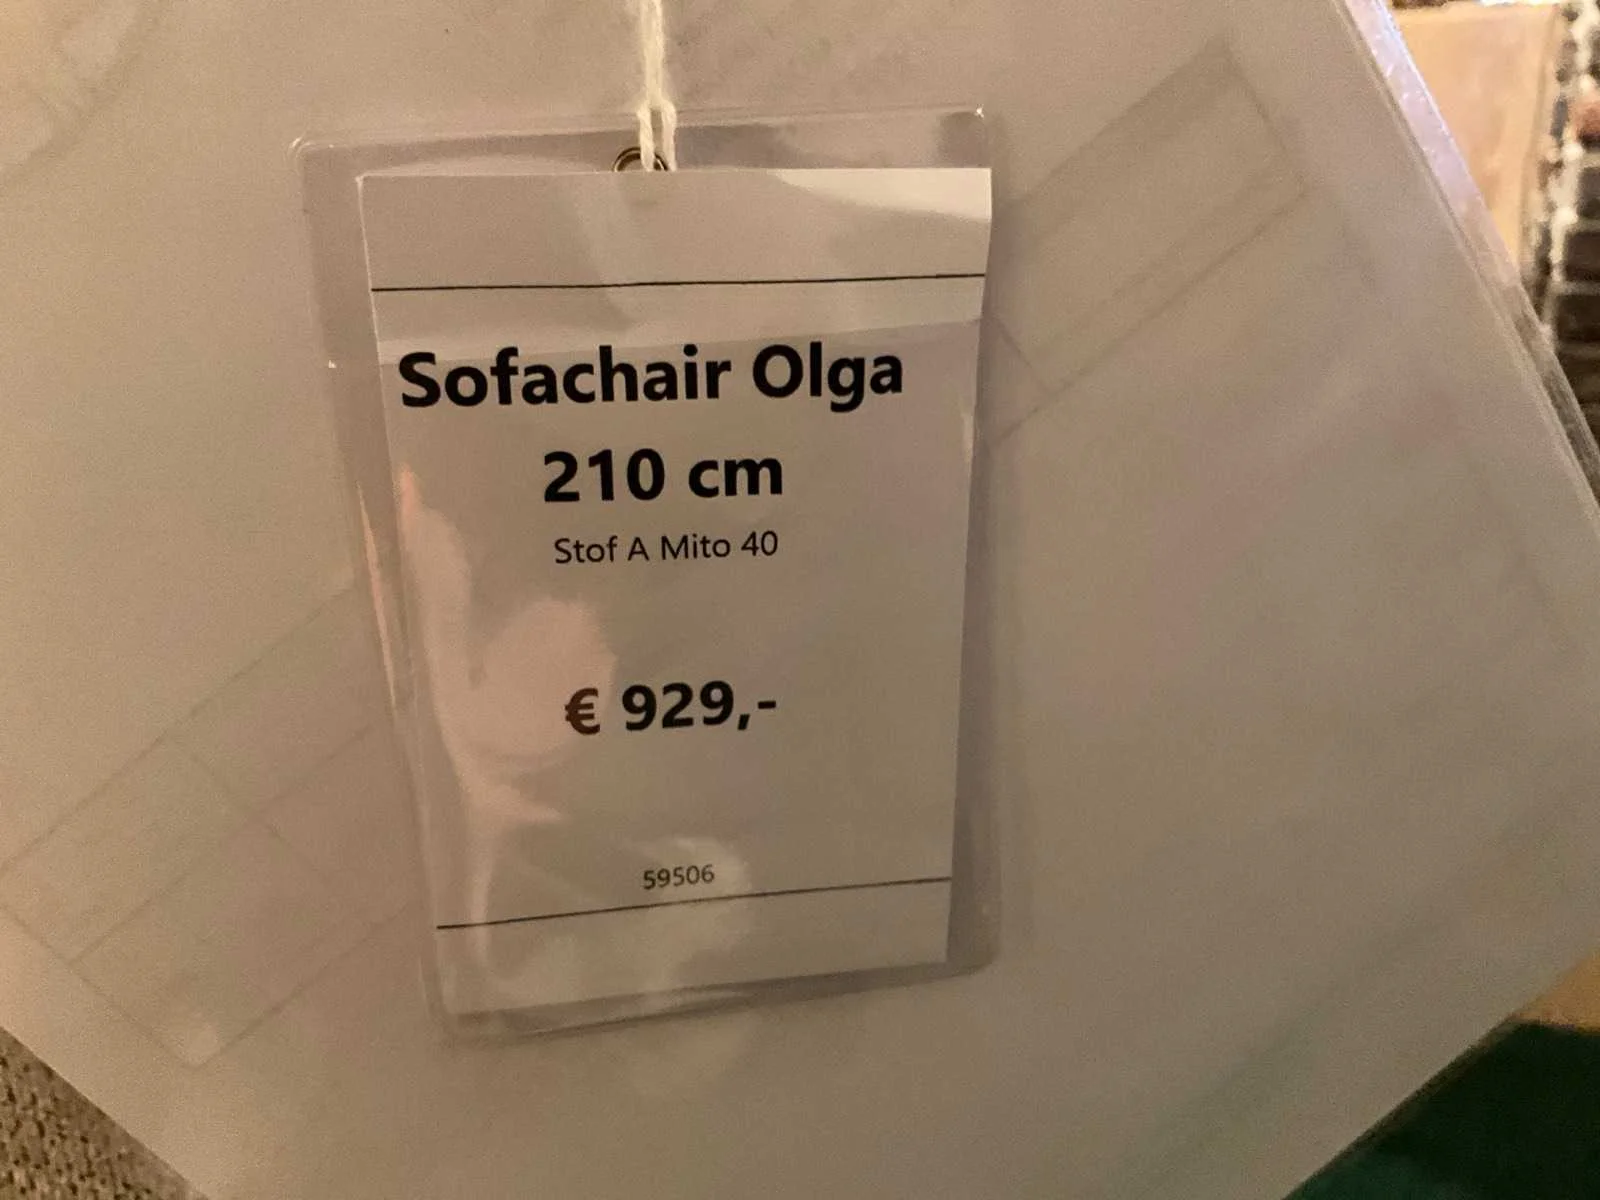 Sofachair Olga
210 cm
Stof A Mito 40
€ 929,-
59506